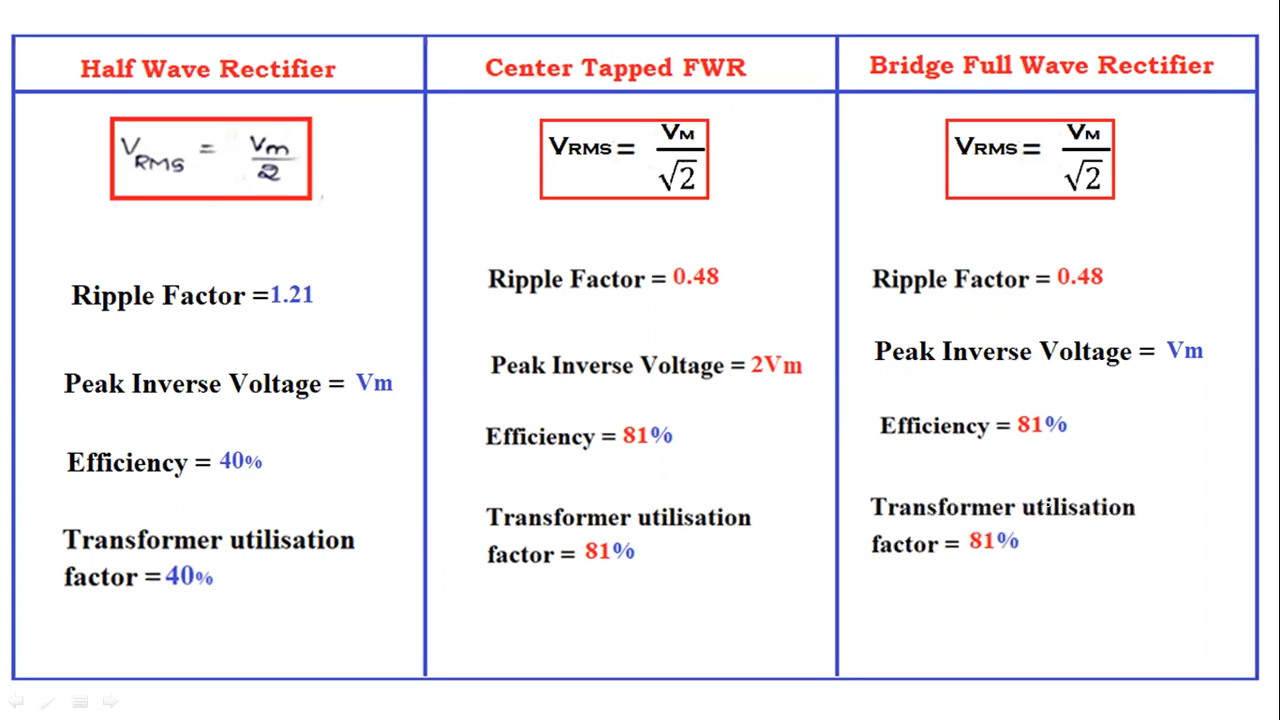 Half Wave Rectifier
V RMS = Vm / 2
Ripple Factor =1.21
Peak Inverse Voltage = Vm
Efficiency = 40%
Transformer utilisation
factor = 40%
Center Tapped FWR
VRMS = VM / √2
Ripple Factor = 0.48
Peak Inverse Voltage = 2Vm
Efficiency = 81%
Transformer utilisation
factor = 81%
Bridge Full Wave Rectifier
VRMS = VM / √2
Ripple Factor = 0.48
Peak Inverse Voltage = Vm
Efficiency = 81%
Transformer utilisation
factor = 81%